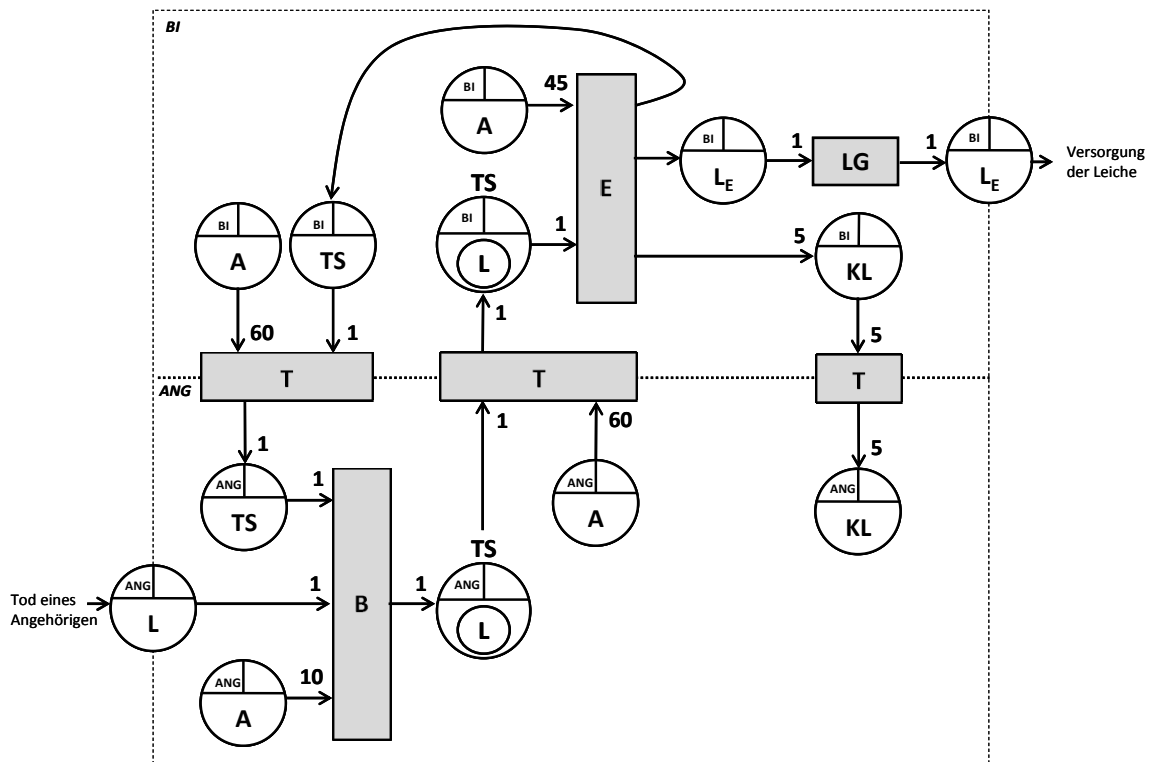 BI
BI
A
45
E
BI
L_E
1
LG
1
BI
L_E
Versorgung
der Leiche
TS
BI
L
1
BI
A
BI
TS
5
BI
KL
60
1
1
5
T
T
T
ANG
1
1
60
5
ANG
TS
1
ANG
A
ANG
KL
TS
ANG
L
Tod eines
Angehörigen
ANG
L
1
B
1
ANG
A
10